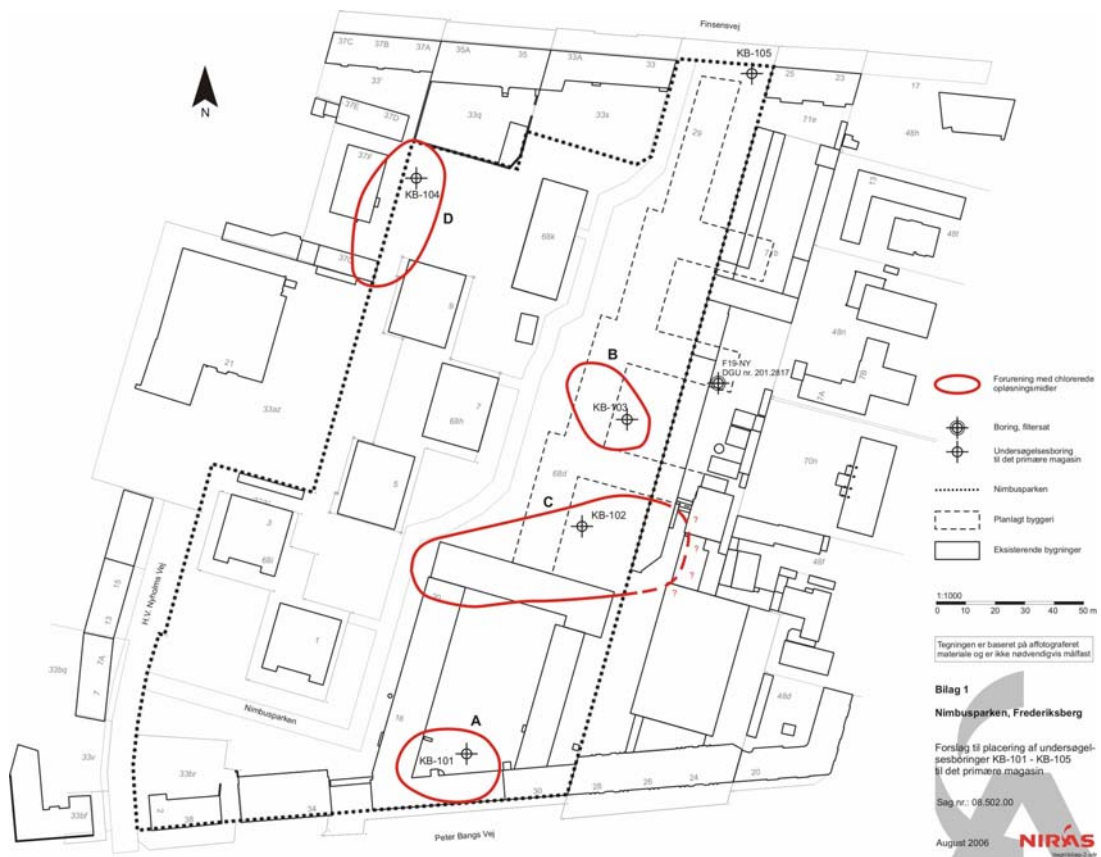 Finsensvej
KB-105
37C
37B
37A
35A
35
33A
33
25
23
17
33'
33q
33x
29
71e
48h
37E
37D
37F
13
KB-104
D
68k
48f
9
48n
B
F19-NY
DGU nr. 201.2817
21
33az
7
68h
KB-103
7A
7B
68d
5
C
70n
KB-102
3
68i
46f
15
13
H.V. Nyholms Vej
1
33bq
7A
7
Nimbusparken
18
A
KB-101
49d
33v
33br
2
38
34
30
28
26
24
20
33bf
Peter Bangs Vej
N
Forurening med chlorerede
opløsningsmidler
Boring, filtersat
Undersøgelsesboring
til det primære magasin
Nimbusparken
Planlagt byggeri
Eksisterende bygninger
1:1000
0 10 20 30 40 50 m
Tegningen er baseret på affotograferet
materiale og er ikke nødvendigvis målfast
Bilag 1
Nimbusparken, Frederiksberg
Forslag til placering af undersøgel-
sesboringer KB-101 - KB-105
til det primære magasin
Sag nr.: 08.502.00
August 2006
NIRAS